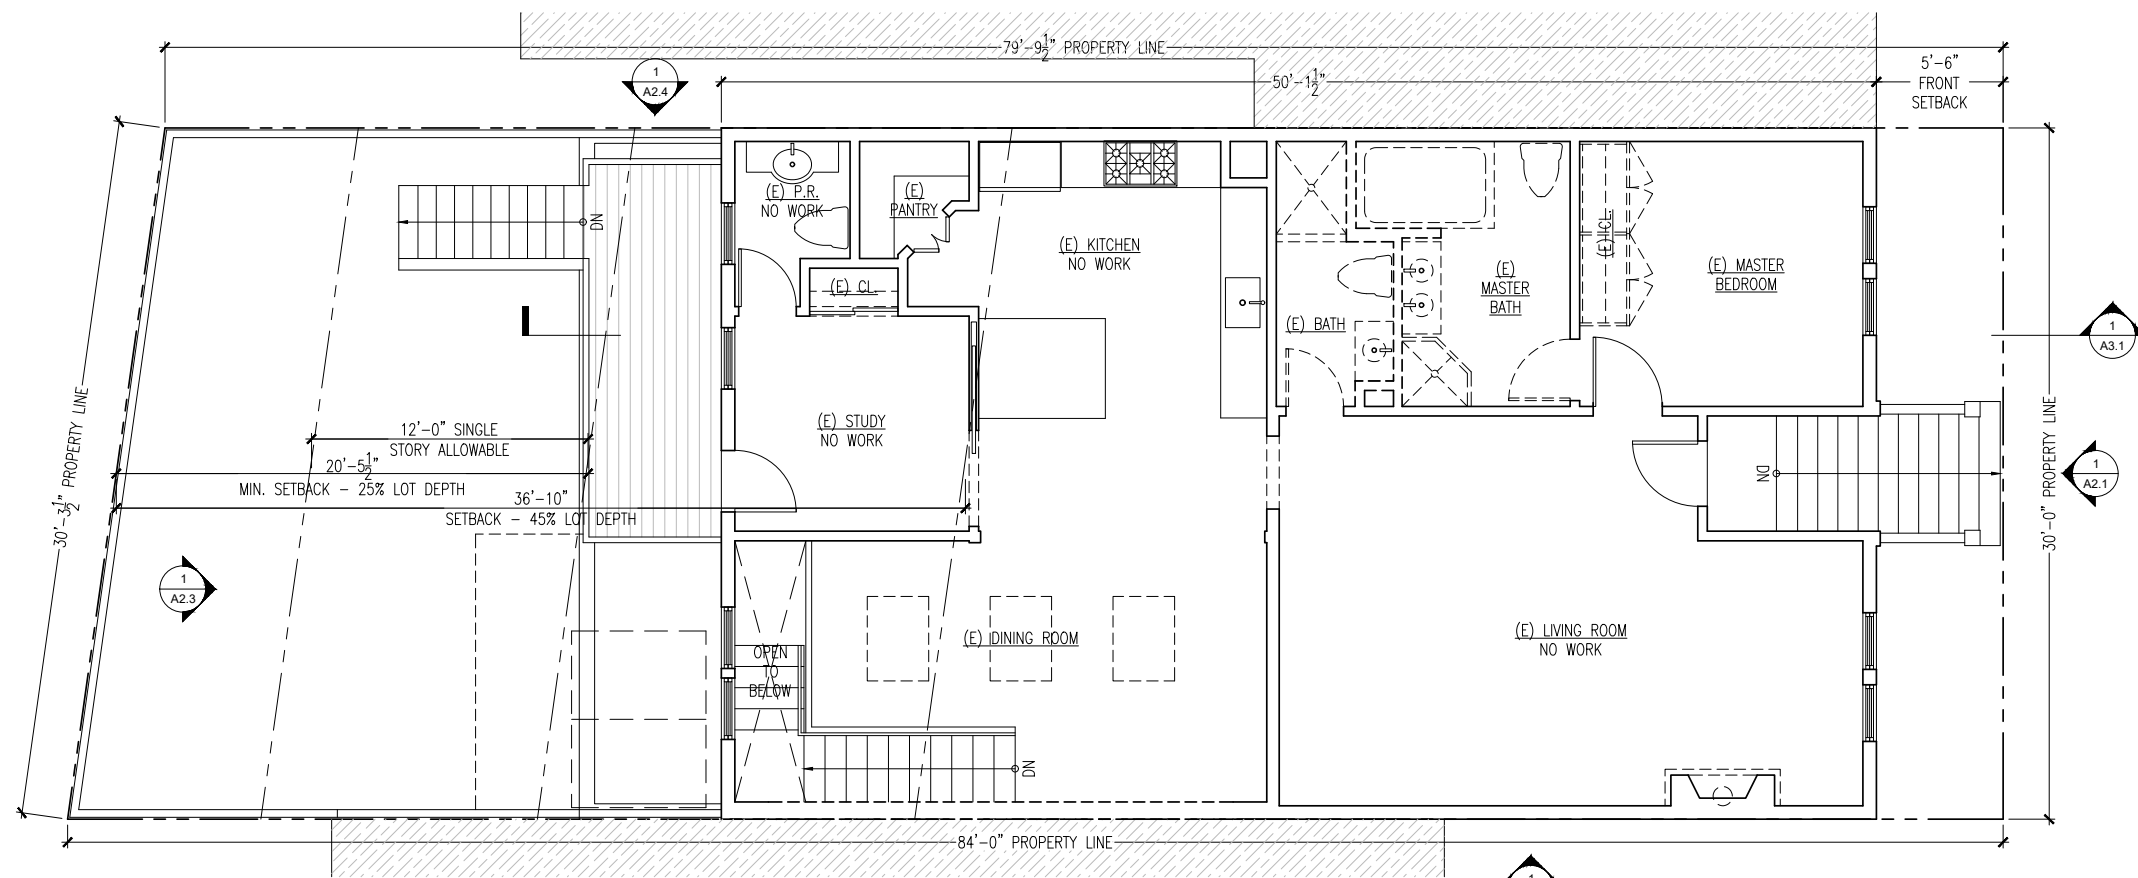 79'-9 1/2" PROPERTY LINE
50'-1 1/2"
5'-6"
FRONT
SETBACK
1
A2.4
(E) P.R.
NO WORK
(E)
PANTRY
(E) KITCHEN
NO WORK
(E) CL.
(E) BATH
(E)
MASTER
BATH
(E) CL.
(E) MASTER
BEDROOM
DN
1
A3.1
30'-3 1/2" PROPERTY LINE
12'-0" SINGLE
STORY ALLOWABLE
20'-5 1/2"
MIN. SETBACK - 25% LOT DEPTH
36'-10"
SETBACK - 45% LOT DEPTH
(E) STUDY
NO WORK
DN
1
A2.1
30'-0" PROPERTY LINE
1
A2.3
OPEN
TO
BELOW
(E) DINING ROOM
(E) LIVING ROOM
NO WORK
DN
84'-0" PROPERTY LINE
1